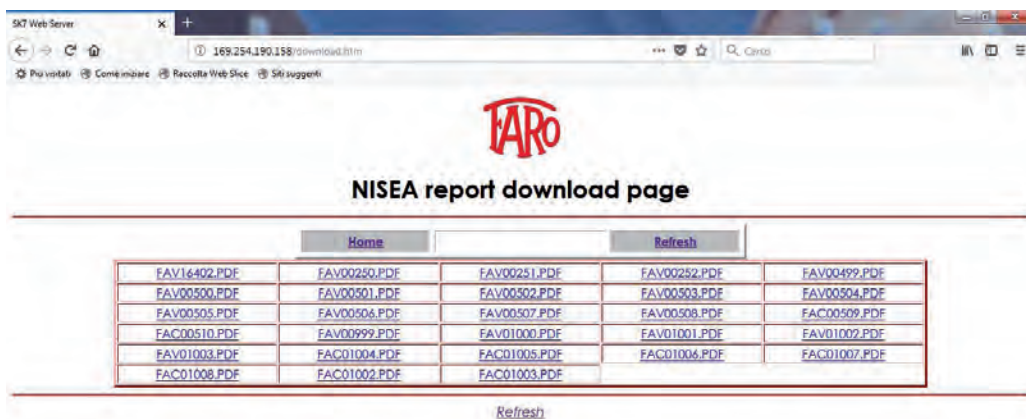 SK7 Web Server
169.254.190.158/download.htm
Cerca
Più visitati Come iniziare Raccolta Web Slice Siti suggeriti
FARO
NISEA report download page
Home Refresh
FAV16402.PDF FAV00250.PDF FAV00251.PDF FAV00252.PDF FAV00499.PDF
FAV00500.PDF FAV00501.PDF FAV00502.PDF FAV00503.PDF FAV00504.PDF
FAV00505.PDF FAV00506.PDF FAV00507.PDF FAV00508.PDF FAC00509.PDF
FAC00510.PDF FAV00999.PDF FAV01000.PDF FAV01001.PDF FAV01002.PDF
FAV01003.PDF FAC01004.PDF FAC01005.PDF FAC01006.PDF FAC01007.PDF
FAC01008.PDF FAC01002.PDF FAC01003.PDF
Refresh